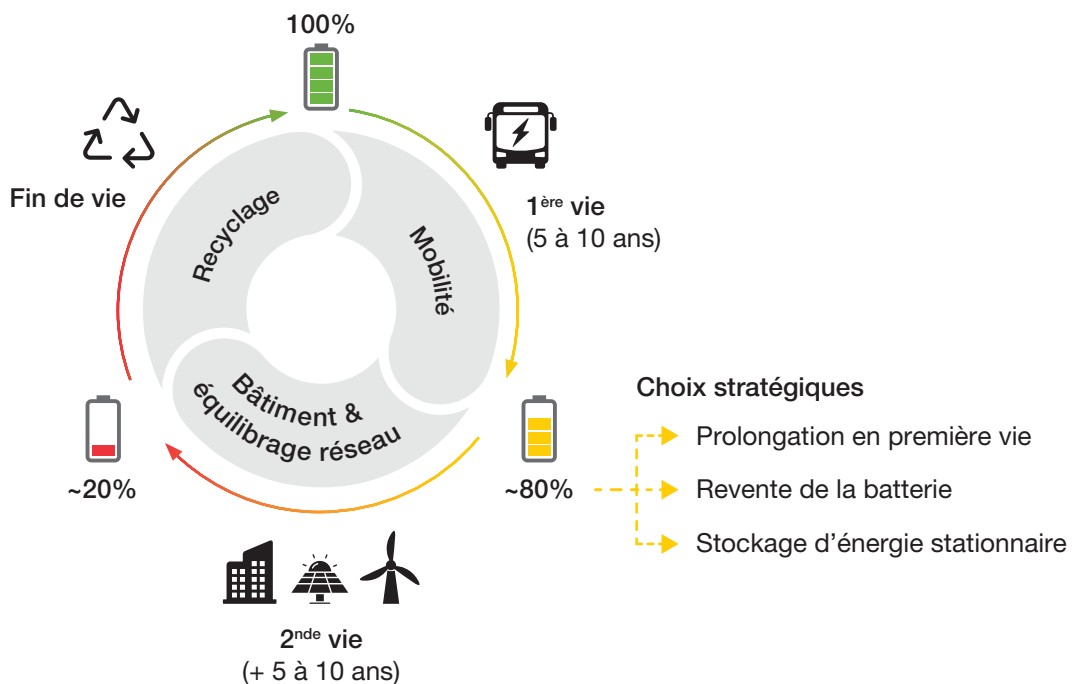 100%
Fin de vie
1ère vie
(5 à 10 ans)
Recyclage
Mobilité
Bâtiment &
équilibrage réseau
Choix stratégiques
Prolongation en première vie
~20%
~80%
Revente de la batterie
Stockage d’énergie stationnaire
2nde vie
(+ 5 à 10 ans)